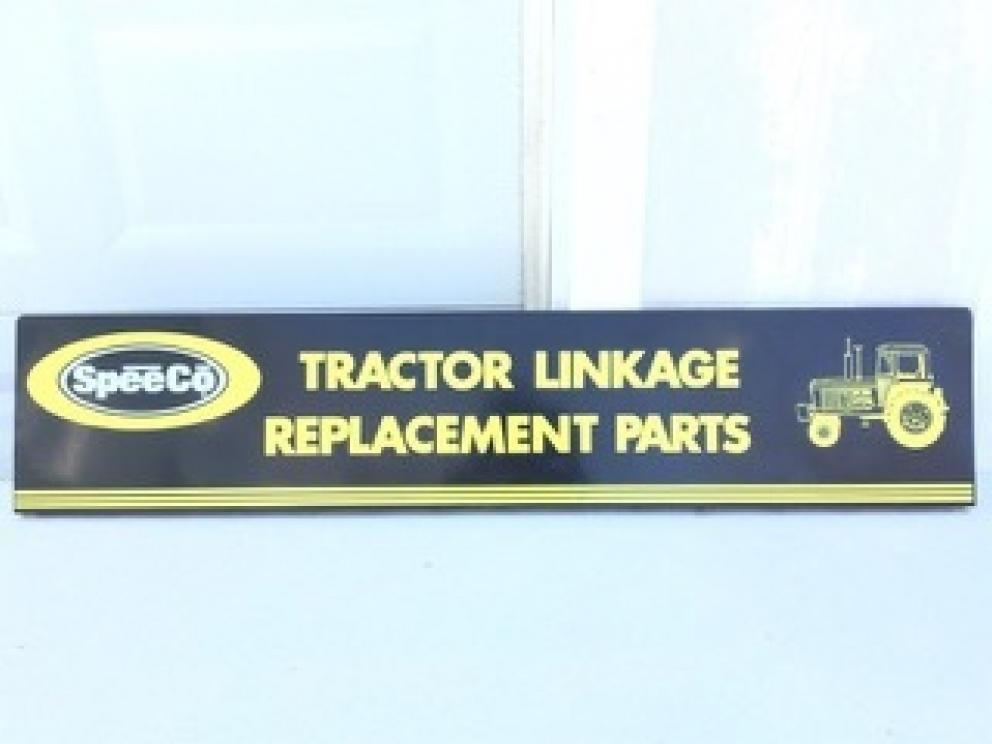 SpeeCo
TRACTOR LINKAGE
REPLACEMENT PARTS